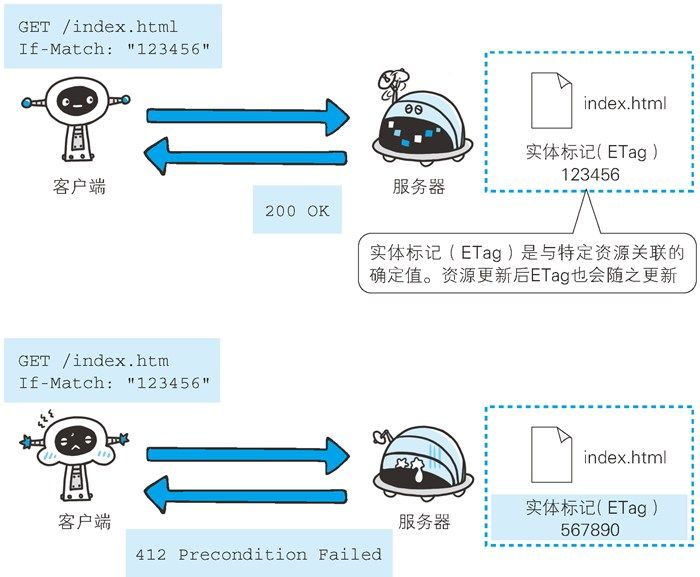 GET /index.html
If-Match: "123456"
index.html
实体标记(ETag)
123456
客户端
服务器
200 OK
实体标记(ETag)是与特定资源关联的
确定值。资源更新后ETag也会随之更新
GET /index.htm
If-Match: "123456"
index.html
实体标记(ETag)
567890
客户端
服务器
412 Precondition Failed